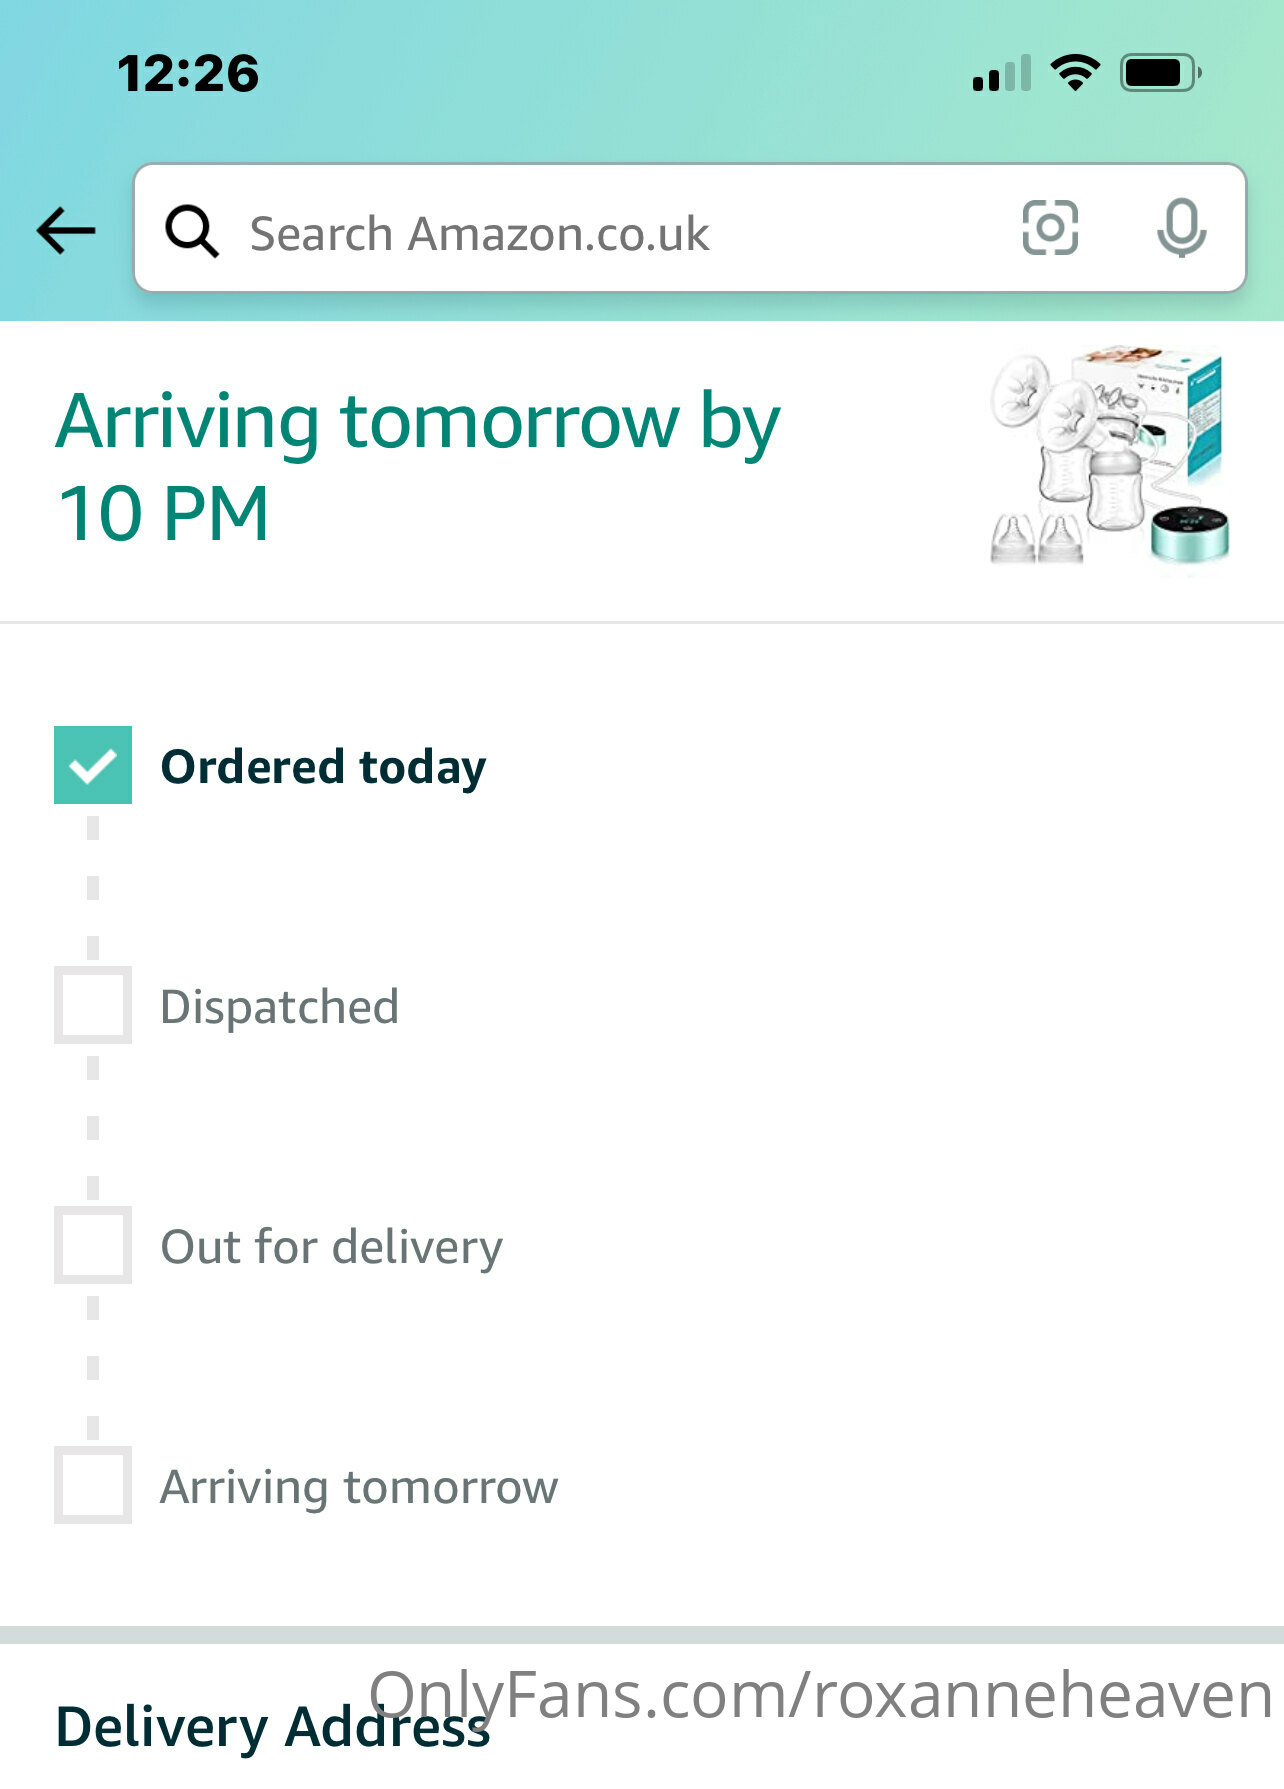 12:26
Search Amazon.co.uk
Arriving tomorrow by
10 PM
Ordered today
Dispatched
Out for delivery
Arriving tomorrow
OnlyFans.com/roxanneheaven
Delivery Address